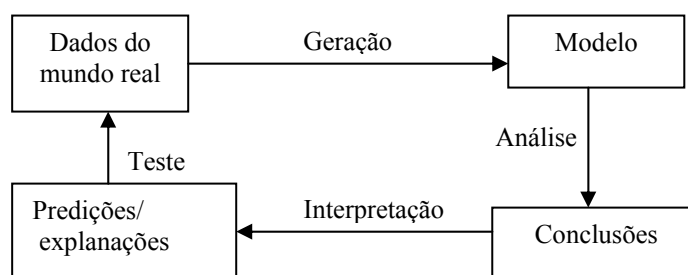 Dados do
mundo real
Geração
Modelo
Análise
Teste
Predições/
explanações
Interpretação
Conclusões